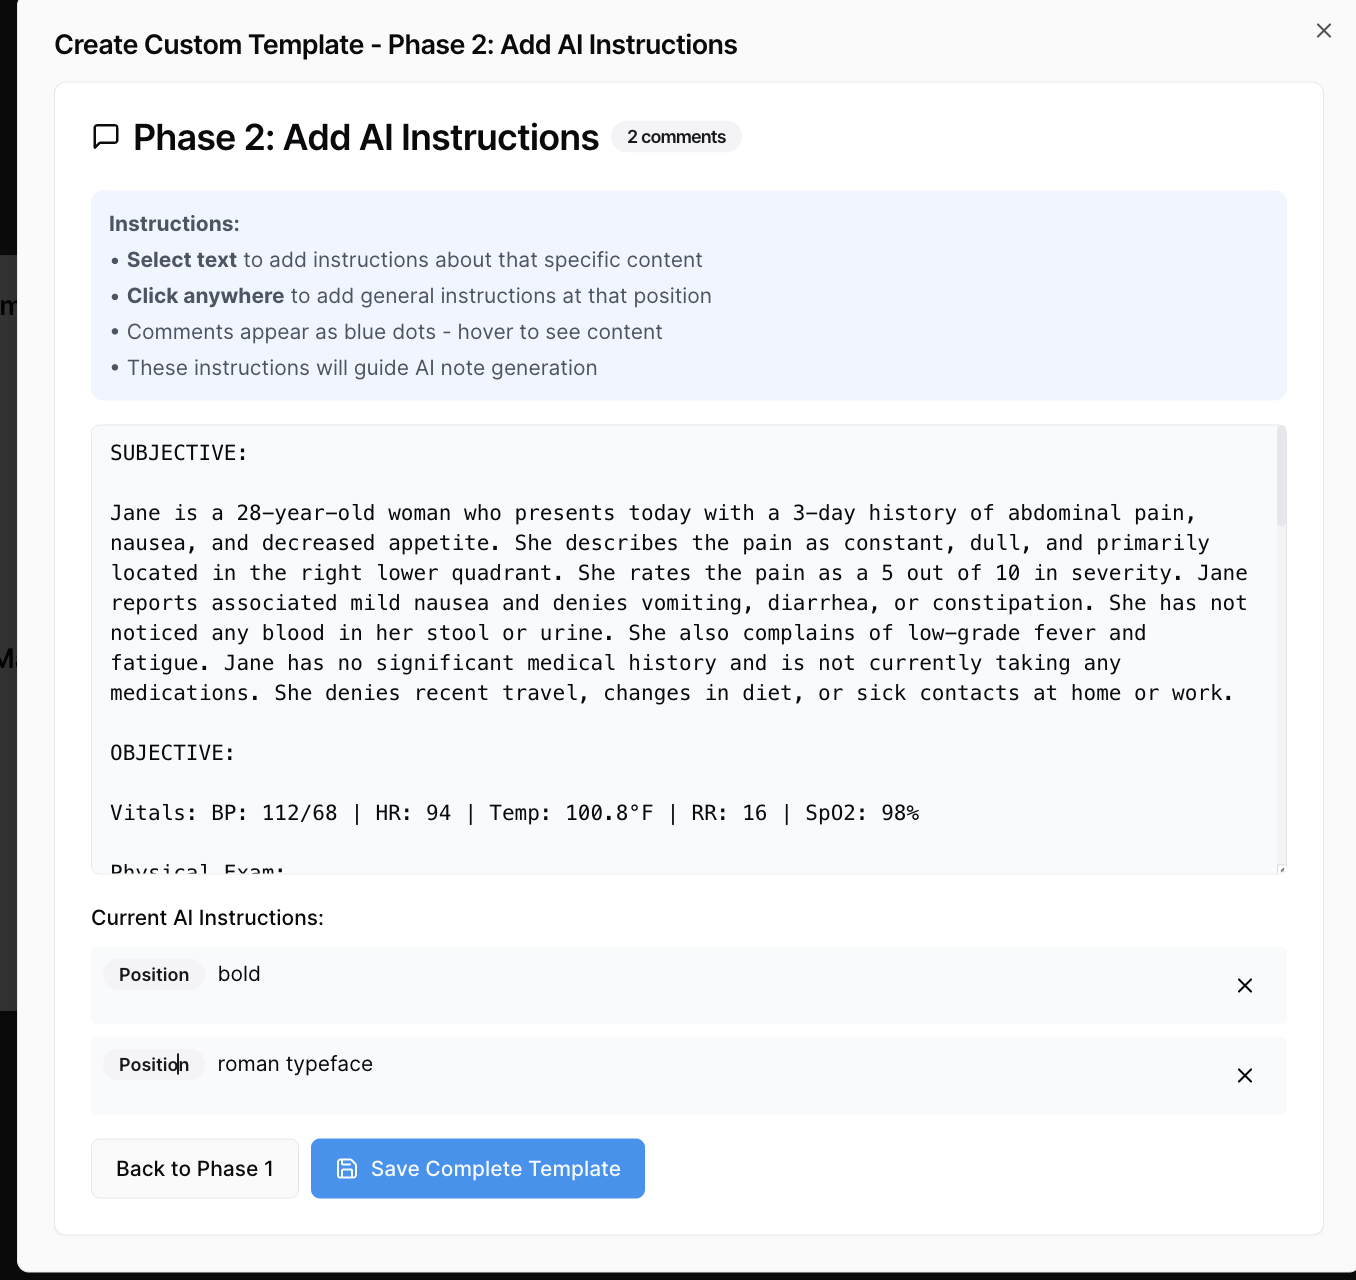 Create Custom Template - Phase 2: Add AI Instructions
Phase 2: Add AI Instructions 2 comments
Instructions:
• Select text to add instructions about that specific content
• Click anywhere to add general instructions at that position
• Comments appear as blue dots - hover to see content
• These instructions will guide AI note generation
SUBJECTIVE:
Jane is a 28-year-old woman who presents today with a 3-day history of abdominal pain,
nausea, and decreased appetite. She describes the pain as constant, dull, and primarily
located in the right lower quadrant. She rates the pain as a 5 out of 10 in severity. Jane
reports associated mild nausea and denies vomiting, diarrhea, or constipation. She has not
noticed any blood in her stool or urine. She also complains of low-grade fever and
fatigue. Jane has no significant medical history and is not currently taking any
medications. She denies recent travel, changes in diet, or sick contacts at home or work.
OBJECTIVE:
Vitals: BP: 112/68 | HR: 94 | Temp: 100.8°F | RR: 16 | SpO2: 98%
Physical Exam:
Current AI Instructions:
Position bold
Position roman typeface
Back to Phase 1
Save Complete Template